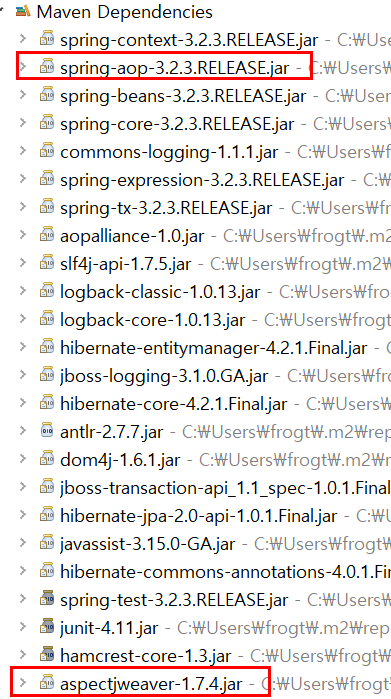 Maven Dependencies
spring-context-3.2.3.RELEASE.jar - C:₩Users
spring-aop-3.2.3.RELEASE.jar - C:₩Users₩
spring-beans-3.2.3.RELEASE.jar - C:₩Users₩
spring-core-3.2.3.RELEASE.jar - C:₩Users₩f
commons-logging-1.1.1.jar - C:₩Users₩f
spring-expression-3.2.3.RELEASE.jar - C:₩
spring-tx-3.2.3.RELEASE.jar - C:₩Users₩fro
aopalliance-1.0.jar - C:₩Users₩frogt₩.m2
slf4j-api-1.7.5.jar - C:₩Users₩frogt₩.m2₩
logback-classic-1.0.13.jar - C:₩Users₩frog
logback-core-1.0.13.jar - C:₩Users₩frogt₩
hibernate-entitymanager-4.2.1.Final.jar -
jboss-logging-3.1.0.GA.jar - C:₩Users₩fro
hibernate-core-4.2.1.Final.jar - C:₩Users₩
antlr-2.7.7.jar - C:₩Users₩frogt₩.m2₩rep
dom4j-1.6.1.jar - C:₩Users₩frogt₩.m2₩r
jboss-transaction-api_1.1_spec-1.0.1.Final
hibernate-jpa-2.0-api-1.0.1.Final.jar - C:₩
javassist-3.15.0-GA.jar - C:₩Users₩frogt₩
hibernate-commons-annotations-4.0.1.Fin
spring-test-3.2.3.RELEASE.jar - C:₩Users₩f
junit-4.11.jar - C:₩Users₩frogt₩.m2₩repo
hamcrest-core-1.3.jar - C:₩Users₩frogt₩
aspectjweaver-1.7.4.jar - C:₩Users₩frogt₩